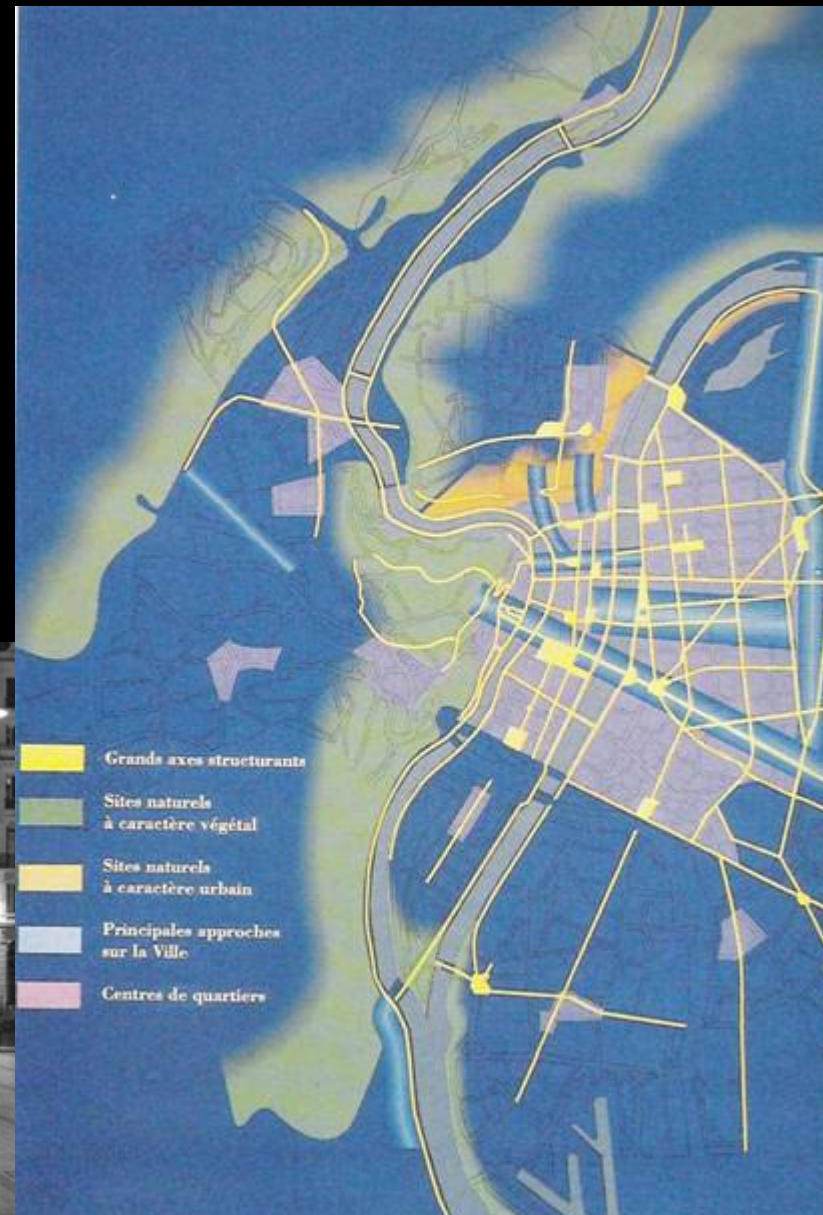 Grands axes structurants
Sites naturels
à caractère végétal
Sites naturels
à caractère urbain
Principales approches
sur la Ville
Centres de quartiers